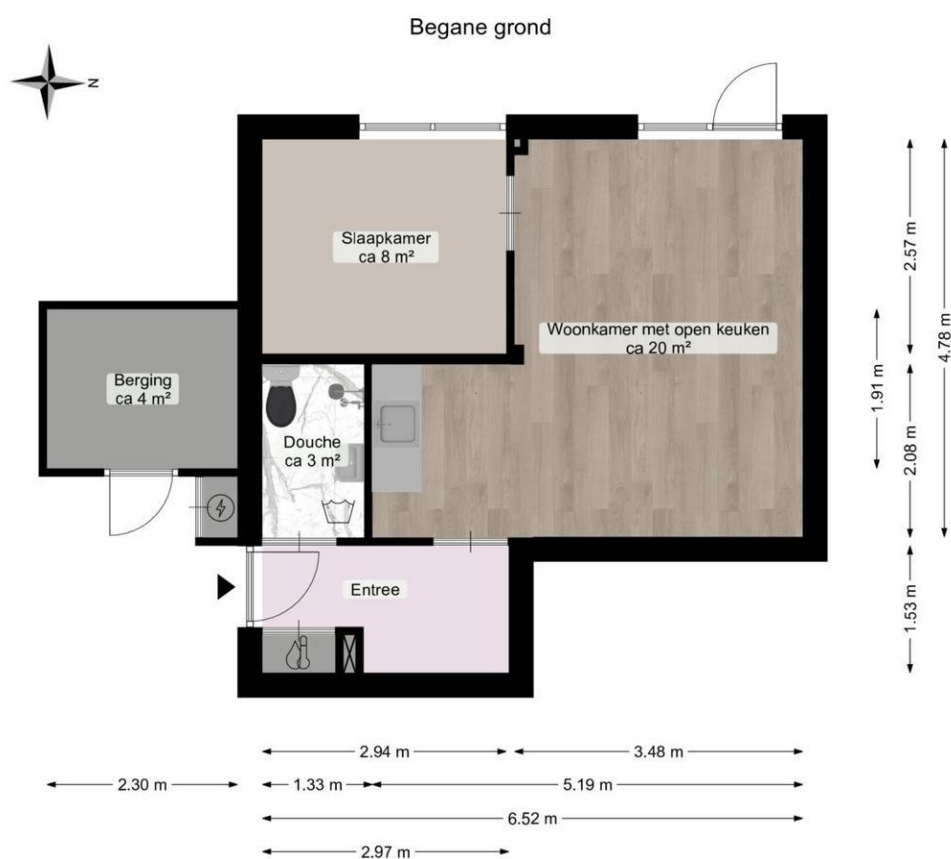 Begane grond
N
Slaapkamer
ca 8 m²
Woonkamer met open keuken
ca 20 m²
Berging
ca 4 m²
Douche
ca 3 m²
Entree
2.57 m
4.78 m
1.91 m
2.08 m
1.53 m
2.94 m
3.48 m
2.30 m
1.33 m
5.19 m
6.52 m
2.97 m